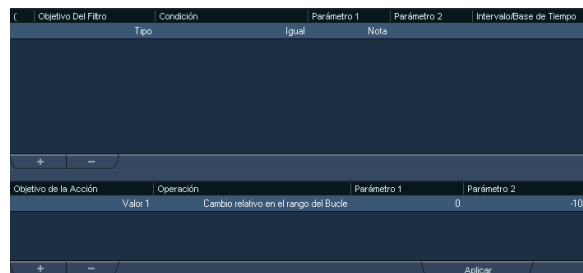 ( Objetivo Del Filtro Condición Parámetro 1 Parámetro 2 Intervalo/Base de Tiempo
Tipo Igual Nota
+ −
Objetivo de la Acción Operación Parámetro 1 Parámetro 2
Valor 1 Cambio relativo en el rango del Bucle 0 -10
+ − Aplicar